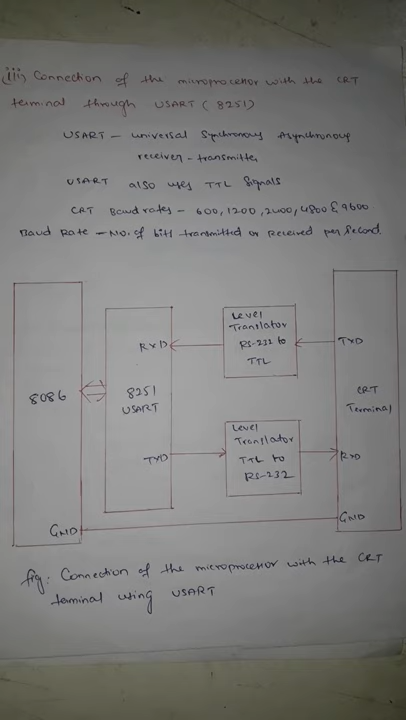 (iii) Connection of the microprocessor with the CRT
terminal through USART (8251)
USART - universal Synchronous Asynchronous
receiver - transmitter
USART also uses TTL Signals
CRT Baud rates - 600, 1200, 2400, 4800 & 9600.
Baud Rate - No. of bits transmitted or Received per second.
8086
8251
USART
RXD
TXD
Level
Translator
RS-232 to
TTL
Level
Translator
TTL to
RS-232
TXD
CRT
Terminal
RXD
GND
GND
fig: Connection of the microprocessor with the CRT
terminal using USART